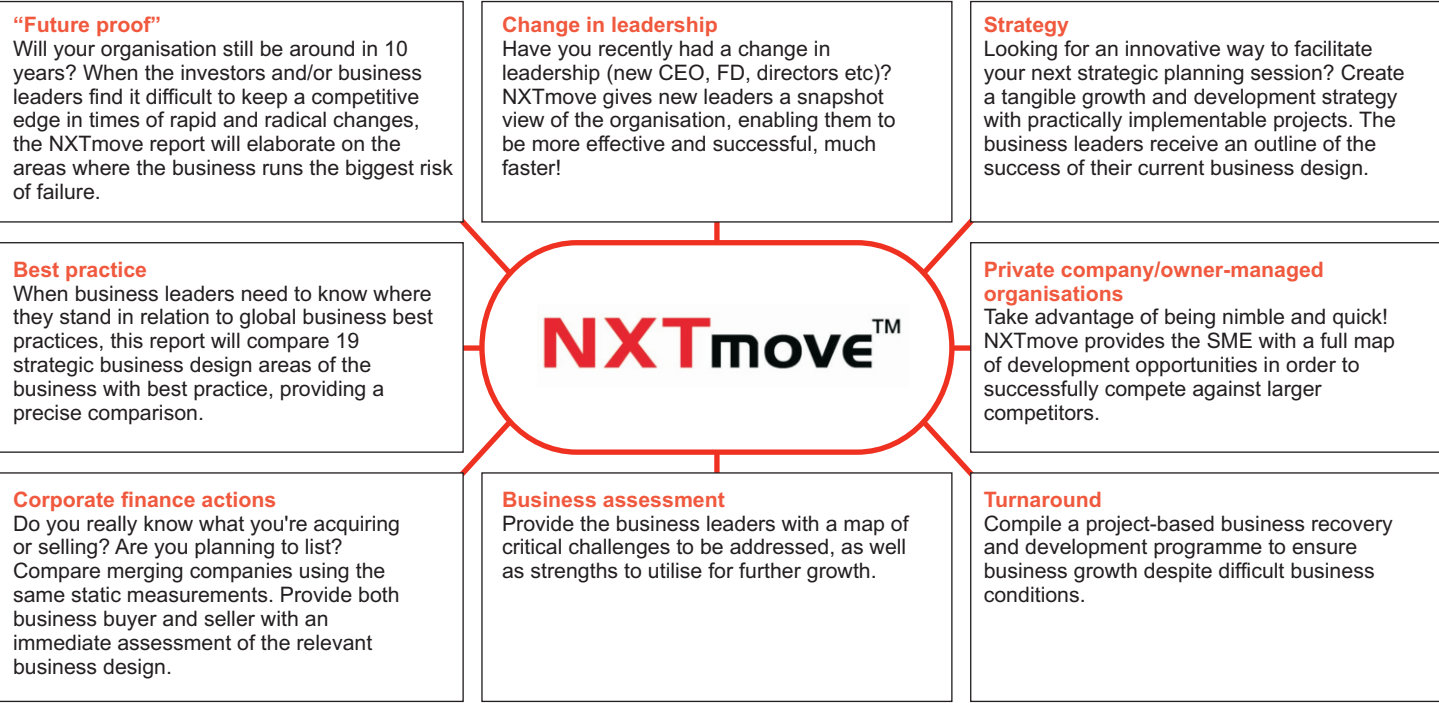 “Future proof”
Will your organisation still be around in 10
years? When the investors and/or business
leaders find it difficult to keep a competitive
edge in times of rapid and radical changes,
the NXTmove report will elaborate on the
areas where the business runs the biggest risk
of failure.
Change in leadership
Have you recently had a change in
leadership (new CEO, FD, directors etc)?
NXTmove gives new leaders a snapshot
view of the organisation, enabling them to
be more effective and successful, much
faster!
Strategy
Looking for an innovative way to facilitate
your next strategic planning session? Create
a tangible growth and development strategy
with practically implementable projects. The
business leaders receive an outline of the
success of their current business design.
Best practice
When business leaders need to know where
they stand in relation to global business best
practices, this report will compare 19
strategic business design areas of the
business with best practice, providing a
precise comparison.
NXTmove™
Private company/owner-managed
organisations
Take advantage of being nimble and quick!
NXTmove provides the SME with a full map
of development opportunities in order to
successfully compete against larger
competitors.
Corporate finance actions
Do you really know what you're acquiring
or selling? Are you planning to list?
Compare merging companies using the
same static measurements. Provide both
business buyer and seller with an
immediate assessment of the relevant
business design.
Business assessment
Provide the business leaders with a map of
critical challenges to be addressed, as well
as strengths to utilise for further growth.
Turnaround
Compile a project-based business recovery
and development programme to ensure
business growth despite difficult business
conditions.